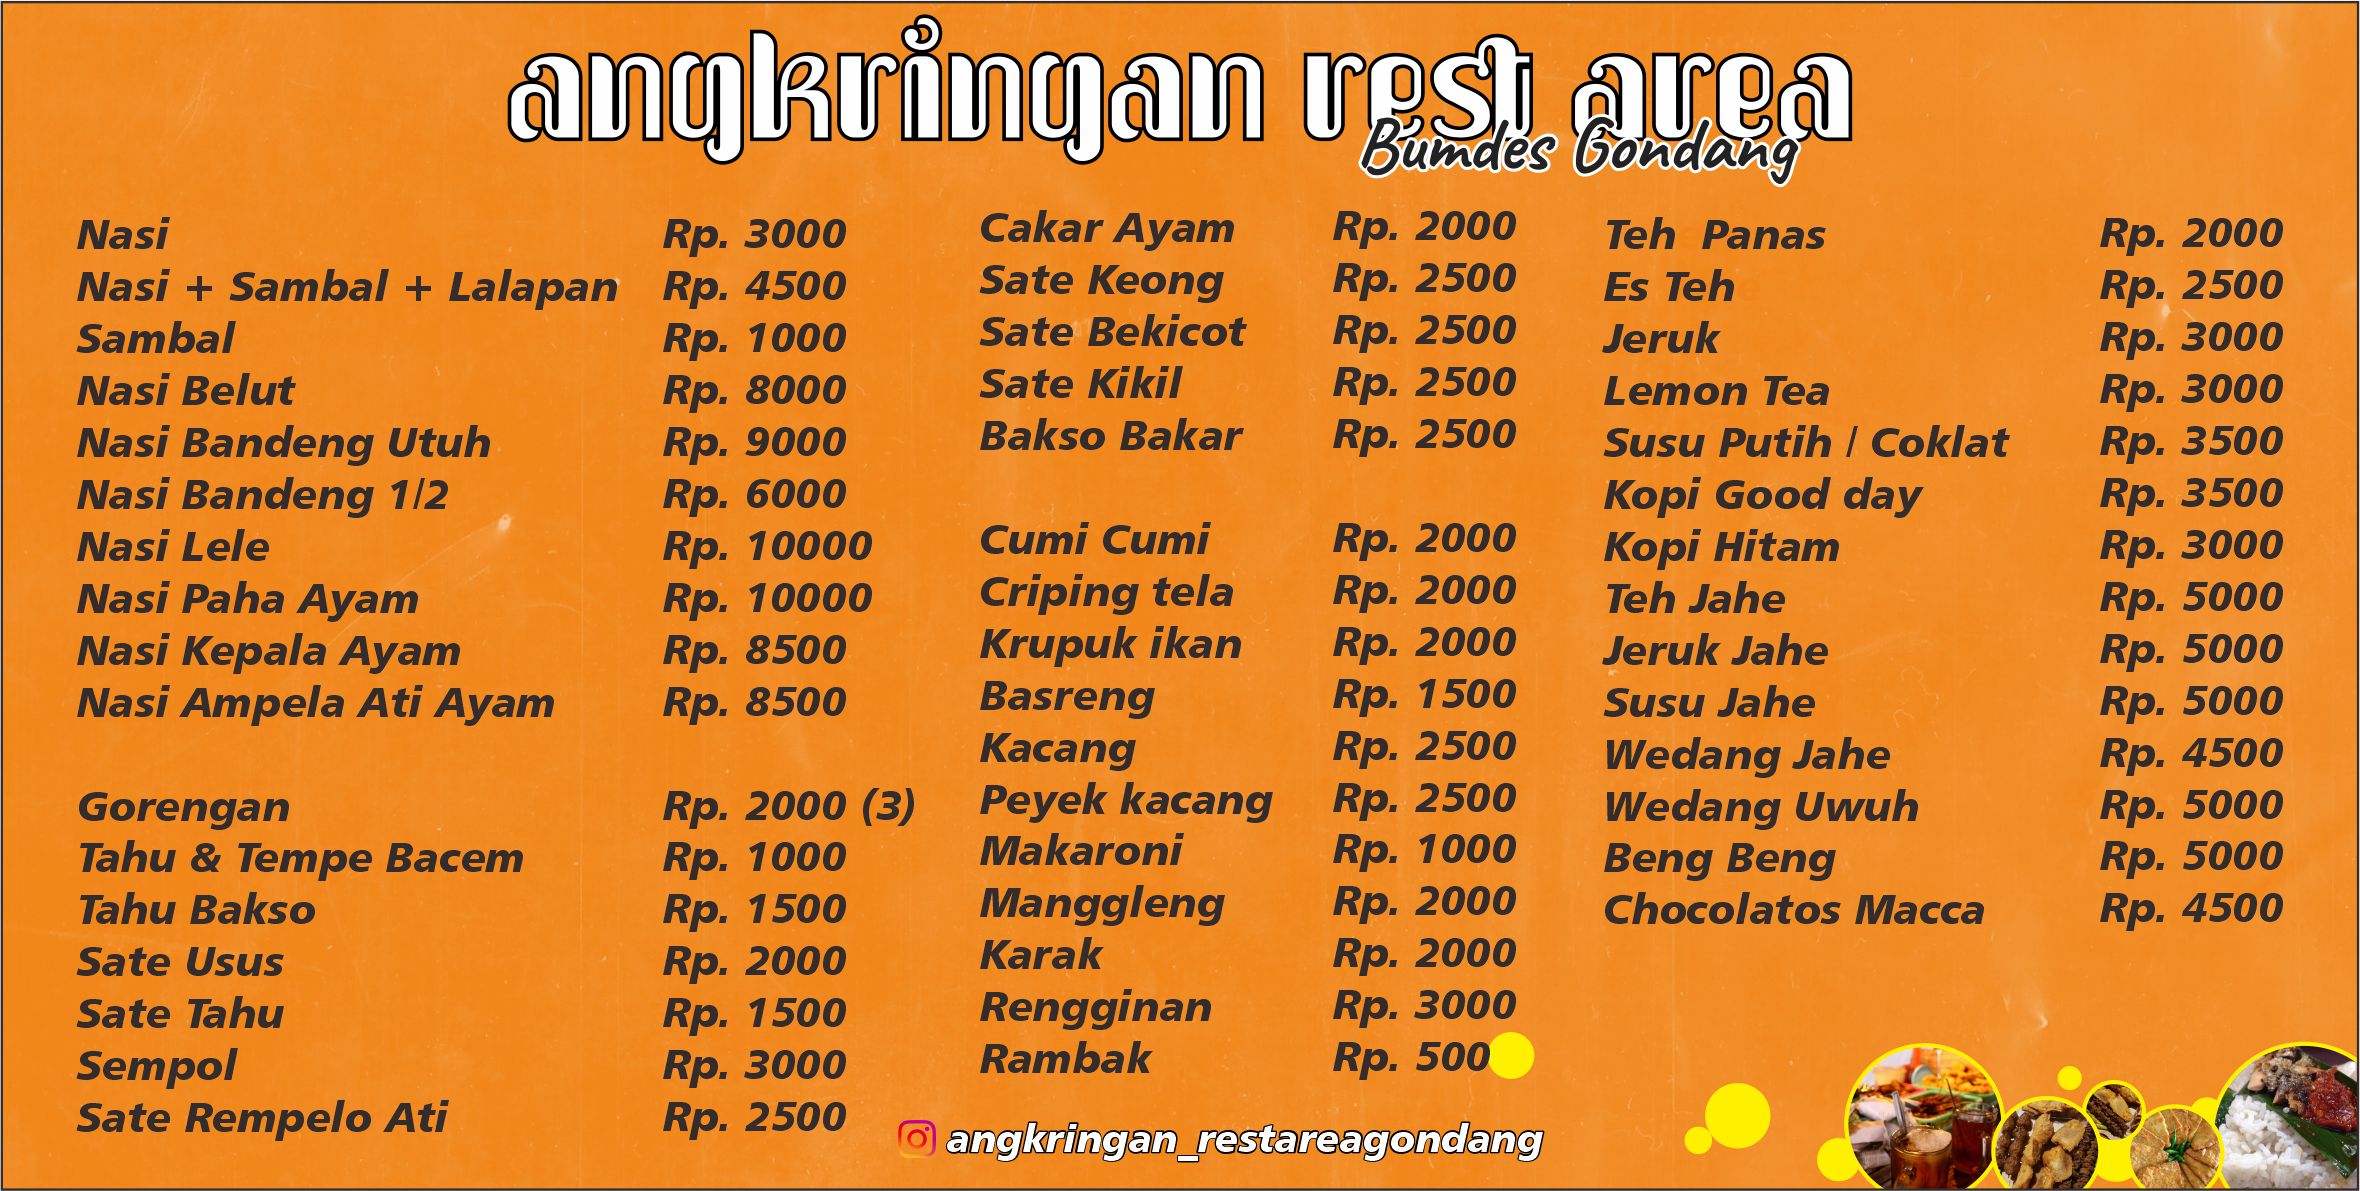 angkringan rest area
Bumdes Gondang
Nasi Rp. 3000
Nasi + Sambal + Lalapan Rp. 4500
Sambal Rp. 1000
Nasi Belut Rp. 8000
Nasi Bandeng Utuh Rp. 9000
Nasi Bandeng 1/2 Rp. 6000
Nasi Lele Rp. 10000
Nasi Paha Ayam Rp. 10000
Nasi Kepala Ayam Rp. 8500
Nasi Ampela Ati Ayam Rp. 8500
Gorengan Rp. 2000 (3)
Tahu & Tempe Bacem Rp. 1000
Tahu Bakso Rp. 1500
Sate Usus Rp. 2000
Sate Tahu Rp. 1500
Sempol Rp. 3000
Sate Rempelo Ati Rp. 2500
Cakar Ayam Rp. 2000
Sate Keong Rp. 2500
Sate Bekicot Rp. 2500
Sate Kikil Rp. 2500
Bakso Bakar Rp. 2500
Cumi Cumi Rp. 2000
Criping tela Rp. 2000
Krupuk ikan Rp. 2000
Basreng Rp. 1500
Kacang Rp. 2500
Peyek kacang Rp. 2500
Makaroni Rp. 1000
Manggleng Rp. 2000
Karak Rp. 2000
Rengginan Rp. 3000
Rambak Rp. 500
Teh Panas Rp. 2000
Es Teh Rp. 2500
Jeruk Rp. 3000
Lemon Tea Rp. 3000
Susu Putih / Coklat Rp. 3500
Kopi Good day Rp. 3500
Kopi Hitam Rp. 3000
Teh Jahe Rp. 5000
Jeruk Jahe Rp. 5000
Susu Jahe Rp. 5000
Wedang Jahe Rp. 4500
Wedang Uwuh Rp. 5000
Beng Beng Rp. 5000
Chocolatos Macca Rp. 4500
angkringan_restareagondang